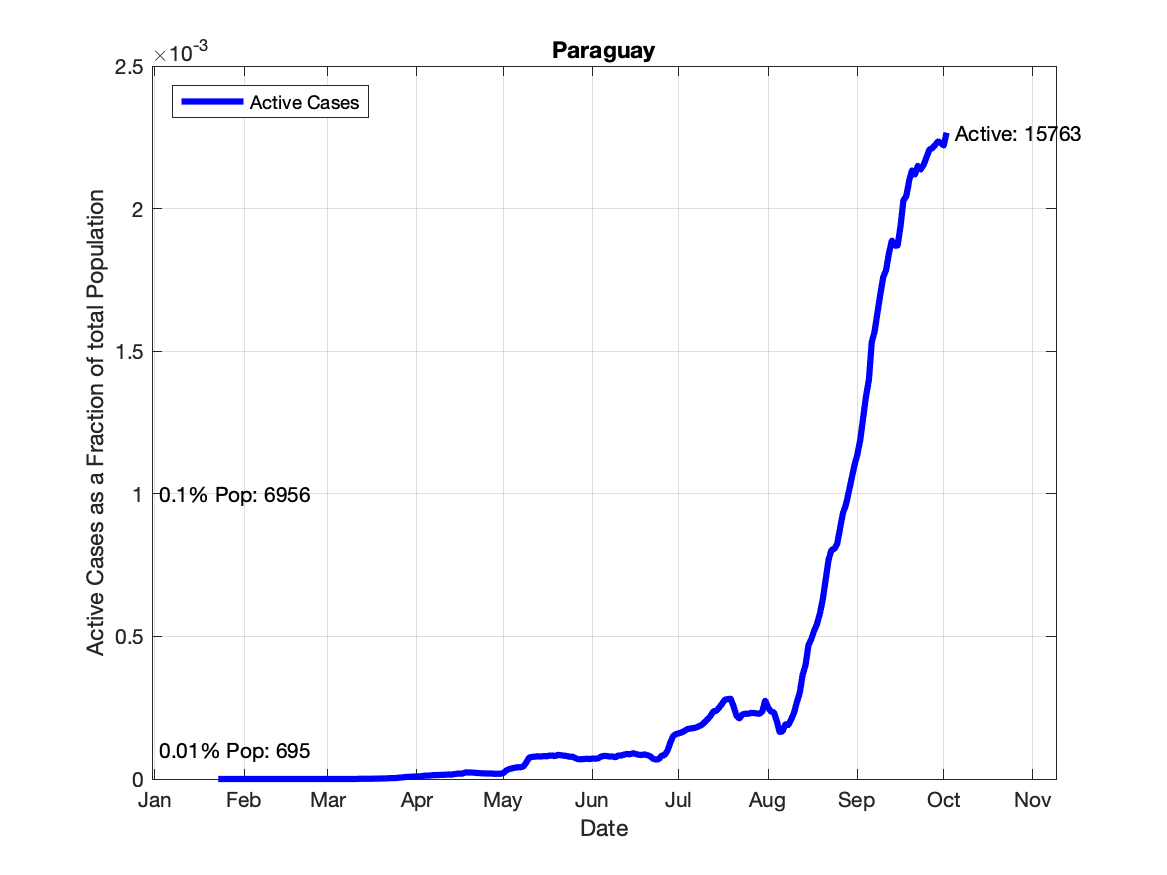 Paraguay
×10^-3
2.5
2
1.5
1
0.5
0
Active Cases as a Fraction of total Population
Active Cases
Active: 15763
0.1% Pop: 6956
0.01% Pop: 695
Jan Feb Mar Apr May Jun Jul Aug Sep Oct Nov
Date